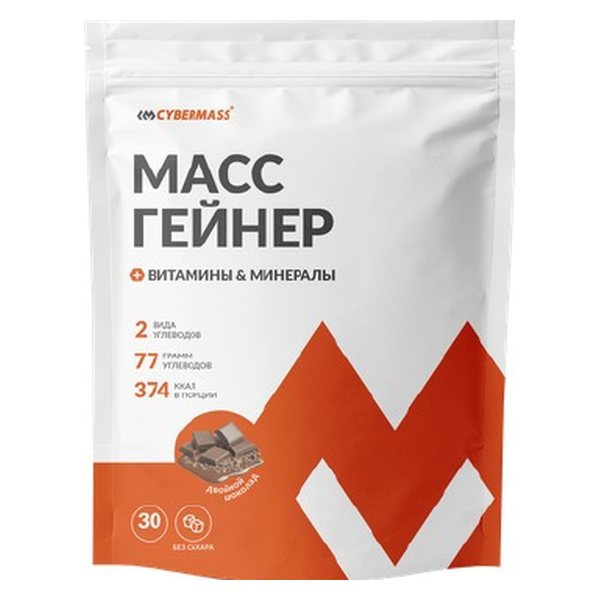 CYBERMASS®
МАСС
ГЕЙНЕР
+ ВИТАМИНЫ & МИНЕРАЛЫ
2 ВИДА
УГЛЕВОДОВ
77 ГРАММ
УГЛЕВОДОВ
374 ККАЛ
В ПОРЦИИ
двойной
шоколад
30
БЕЗ САХАРА